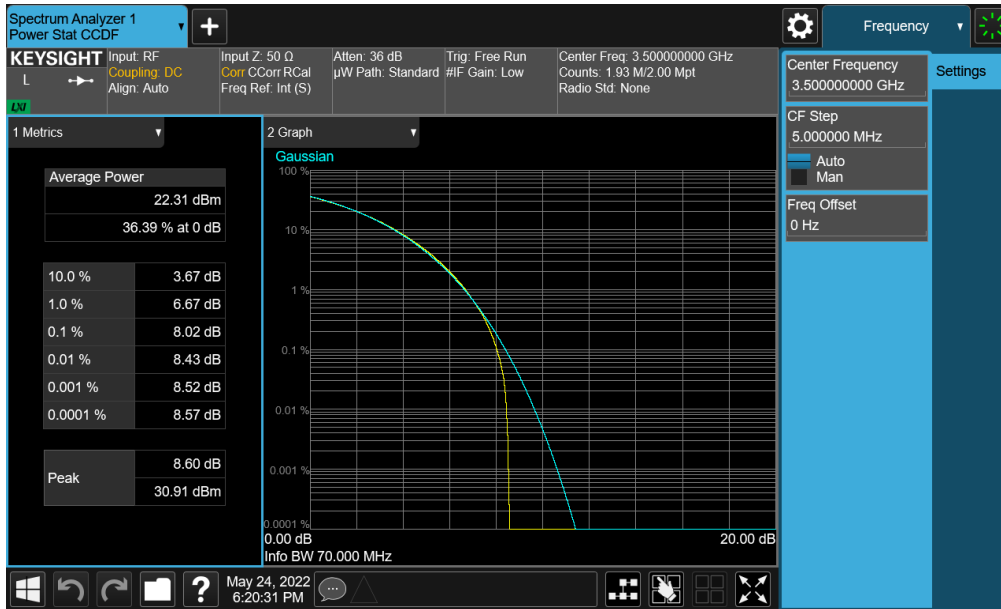 Spectrum Analyzer 1
Power Stat CCDF
Frequency
KEYSIGHT
L
LXI
Input: RF
Coupling: DC
Align: Auto
Input Z: 50 Ω
Corr CCorr RCal
Freq Ref: Int (S)
Atten: 36 dB
µW Path: Standard
Trig: Free Run
#IF Gain: Low
Center Freq: 3.500000000 GHz
Counts: 1.93 M/2.00 Mpt
Radio Std: None
Center Frequency
3.500000000 GHz
Settings
CF Step
5.000000 MHz
Auto
Man
Freq Offset
0 Hz
1 Metrics
Average Power
22.31 dBm
36.39 % at 0 dB
10.0 % 3.67 dB
1.0 % 6.67 dB
0.1 % 8.02 dB
0.01 % 8.43 dB
0.001 % 8.52 dB
0.0001 % 8.57 dB
Peak
8.60 dB
30.91 dBm
2 Graph
Gaussian
100 %
10 %
1 %
0.1 %
0.01 %
0.001 %
0.0001 %
0.00 dB 20.00 dB
Info BW 70.000 MHz
?
May 24, 2022
6:20:31 PM